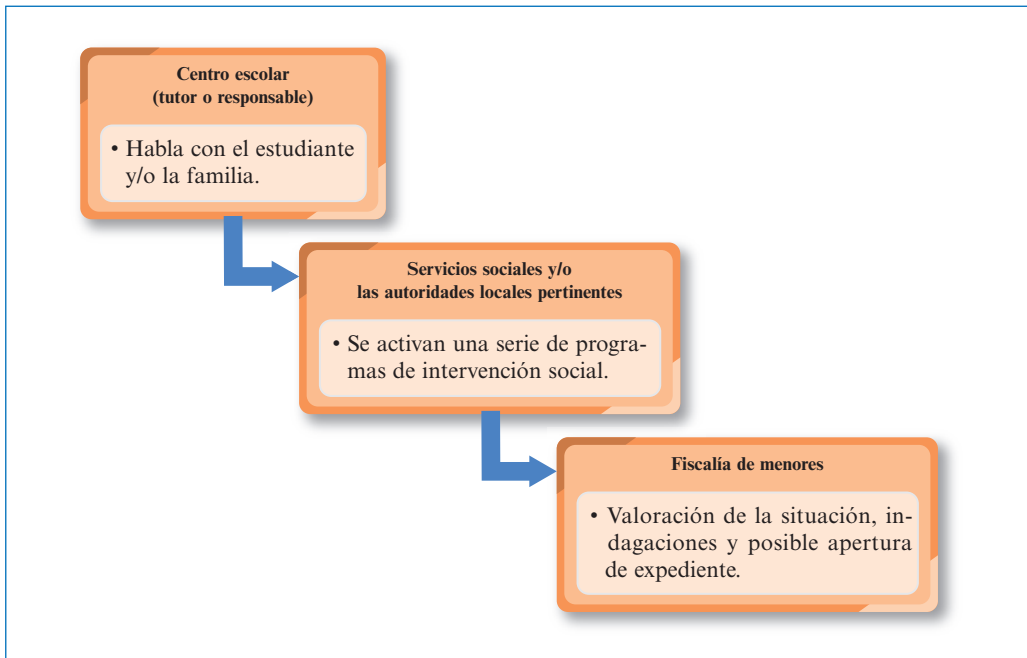 Centro escolar
(tutor o responsable)
• Habla con el estudiante
y/o la familia.
Servicios sociales y/o
las autoridades locales pertinentes
• Se activan una serie de progra-
mas de intervención social.
Fiscalía de menores
• Valoración de la situación, in-
dagaciones y posible apertura
de expediente.